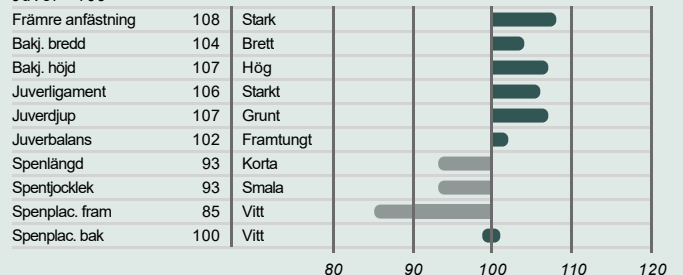 Främre anfästning 108 Stark
Bakj. bredd 104 Brett
Bakj. höjd 107 Hög
Juverligament 106 Starkt
Juverdjup 107 Grunt
Juverbalans 102 Framtungt
Spenlängd 93 Korta
Spentjocklek 93 Smala
Spenplac. fram 85 Vitt
Spenplac. bak 100 Vitt
80 90 100 110 120